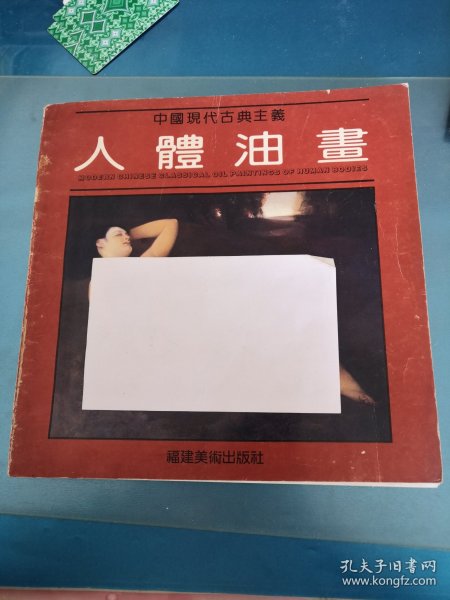 中國現代古典主義
人體油畫
MODERN CHINESE CLASSICAL OIL PAINTINGS OF HUMAN BODIES
福建美術出版社
孔夫子旧书网
www.kongfz.com